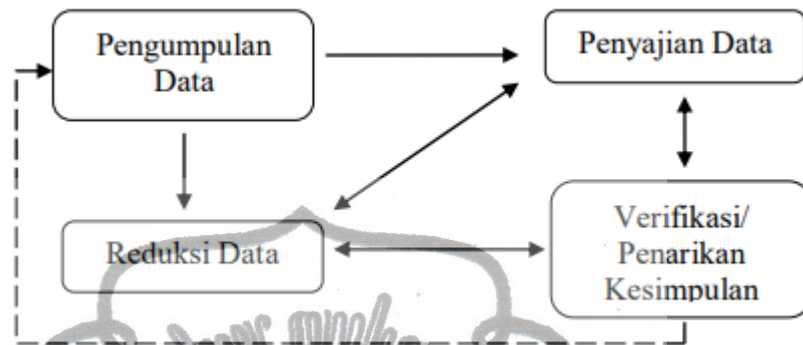 Pengumpulan
Data
Penyajian Data
Reduksi Data
Verifikasi/
Penarikan
Kesimpulan